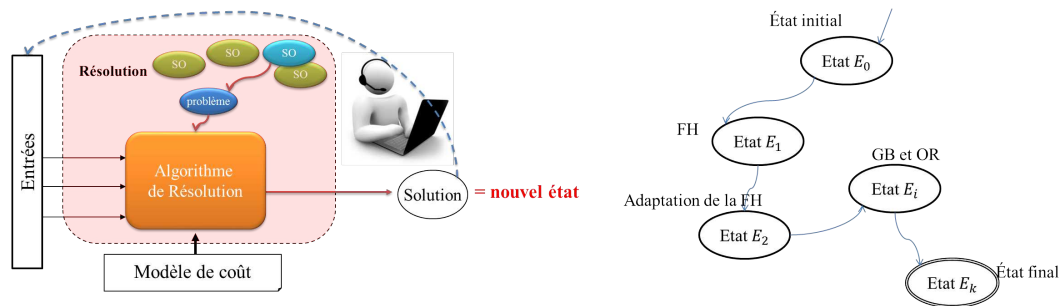 Entrées
Résolution
SO
SO
SO
SO
problème
Algorithme
de Résolution
Solution
= nouvel état
Modèle de coût
État initial
Etat E₀
FH
Etat E₁
GB et OR
Etat Eᵢ
Adaptation de la FH
Etat E₂
Etat Eₖ
État final